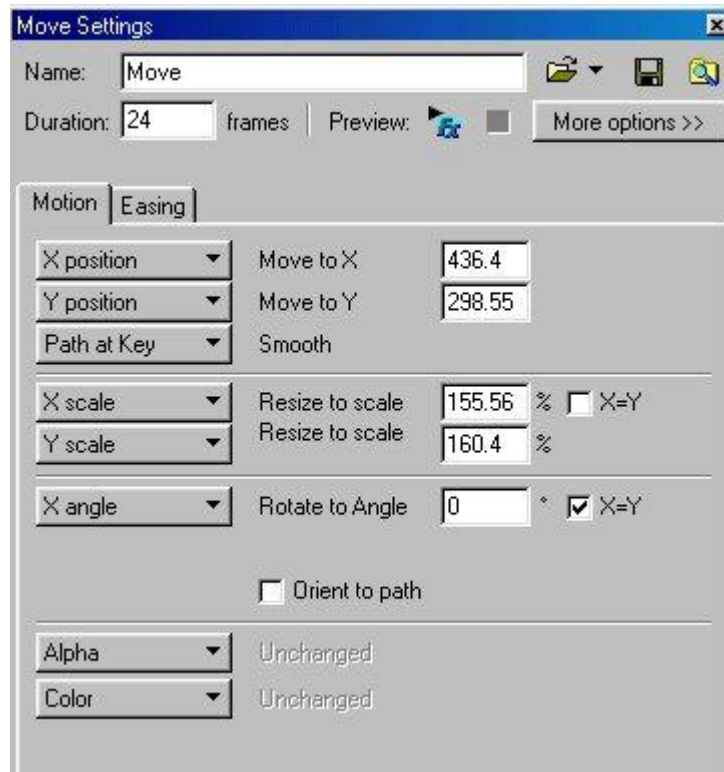 Move Settings
Name: Move
Duration: 24 frames Preview: More options >>
Motion Easing
X position Move to X 436.4
Y position Move to Y 298.55
Path at Key Smooth
X scale Resize to scale 155.56 % X=Y
Y scale Resize to scale 160.4 %
X angle Rotate to Angle 0 ° X=Y
Orient to path
Alpha Unchanged
Color Unchanged